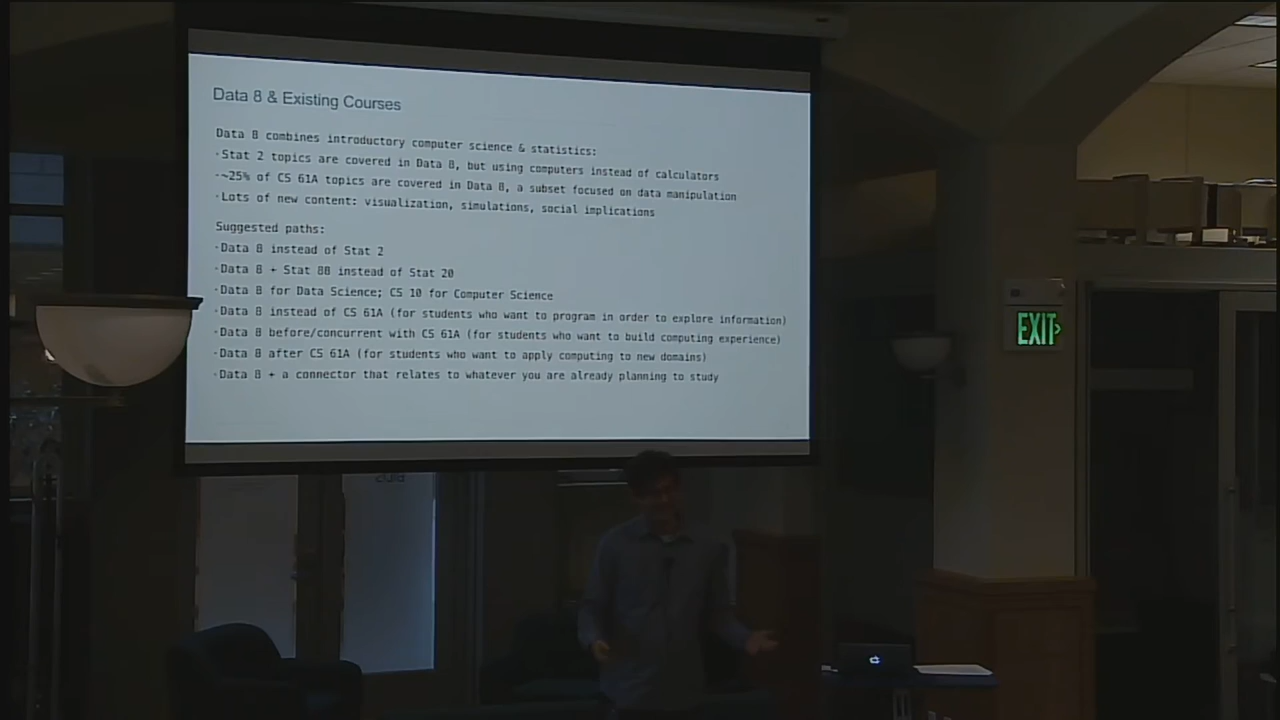 Data 8 & Existing Courses
Data 8 combines introductory computer science & statistics:
·Stat 2 topics are covered in Data 8, but using computers instead of calculators
·~25% of CS 61A topics are covered in Data 8, a subset focused on data manipulation
·Lots of new content: visualization, simulations, social implications
Suggested paths:
·Data 8 instead of Stat 2
·Data 8 + Stat 88 instead of Stat 20
·Data 8 for Data Science; CS 10 for Computer Science
·Data 8 instead of CS 61A (for students who want to program in order to explore information)
·Data 8 before/concurrent with CS 61A (for students who want to build computing experience)
·Data 8 after CS 61A (for students who want to apply computing to new domains)
·Data 8 + a connector that relates to whatever you are already planning to study
EXIT